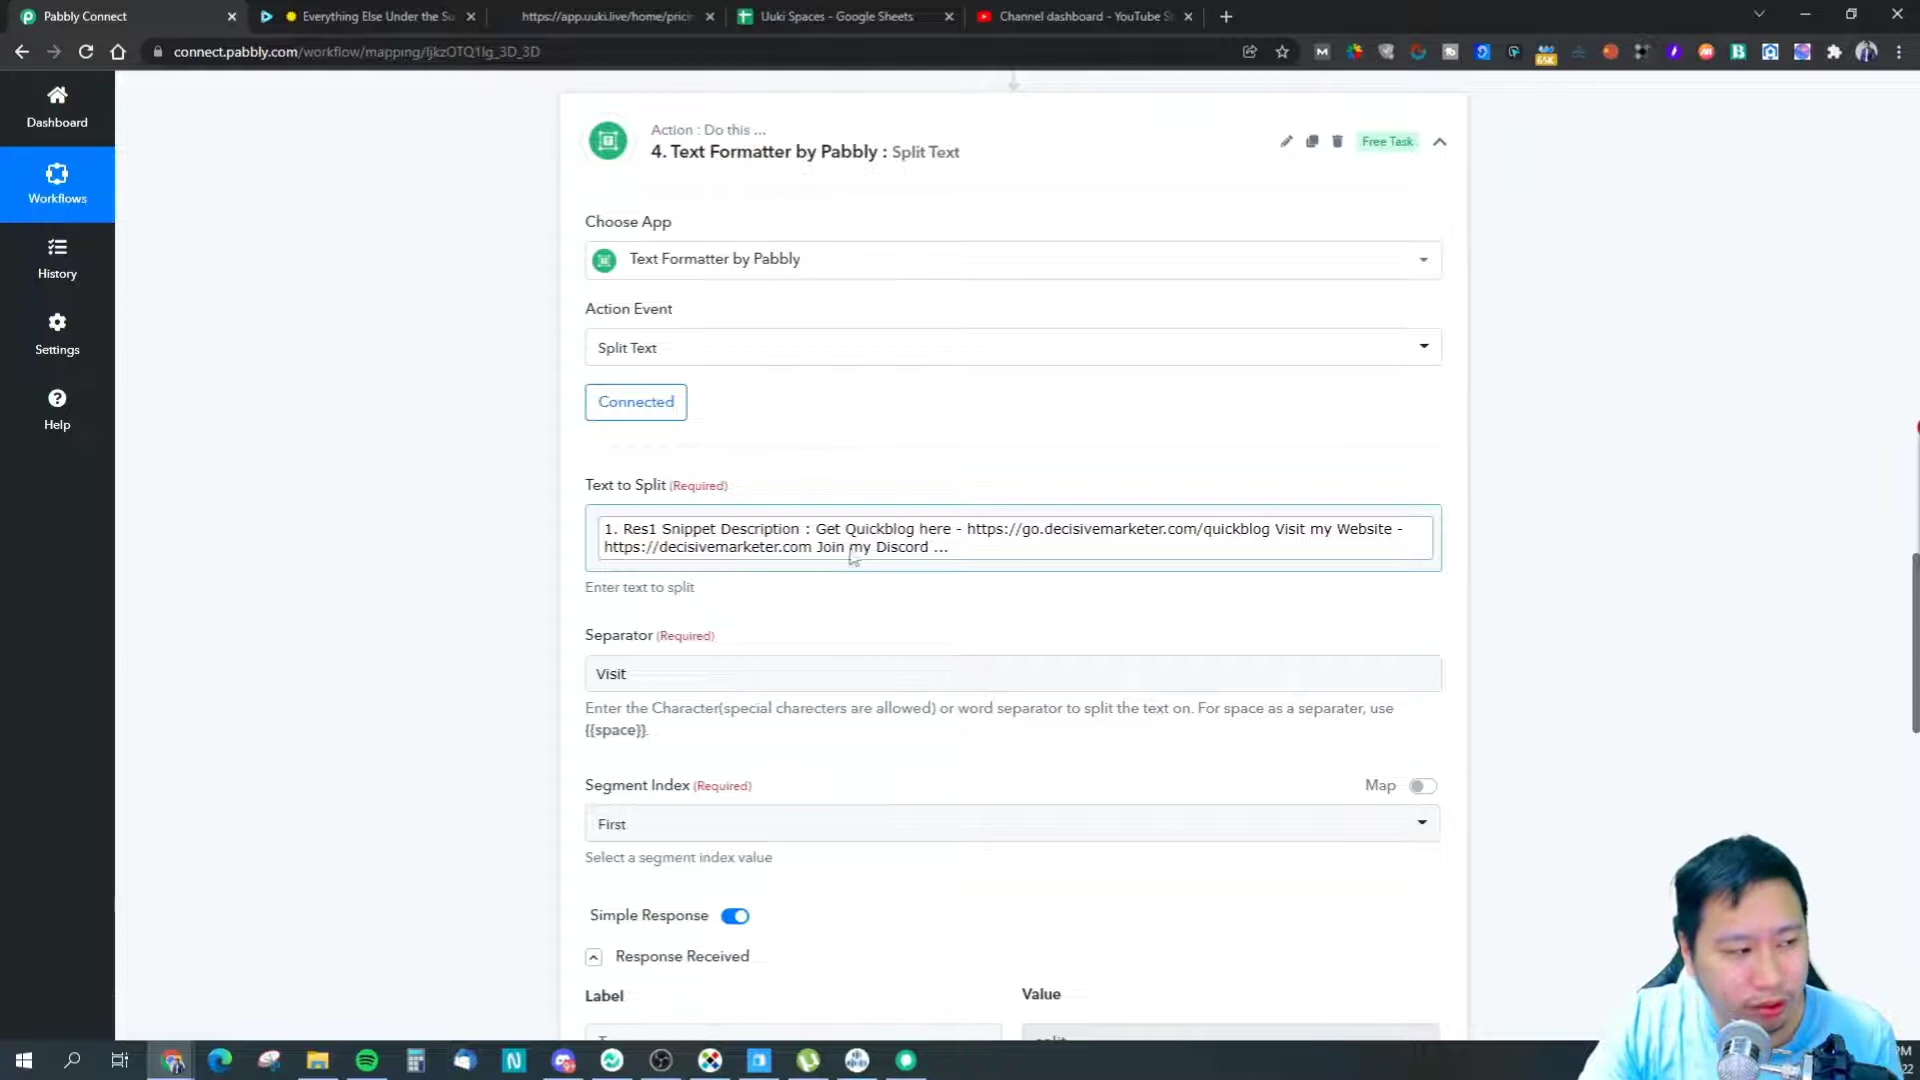 Pabbly Connect
Everything Else Under the Su
https://app.uuki.live/home/pricin
Uuki Spaces - Google Sheets
Channel dashboard - YouTube S
connect.pabbly.com/workflow/mapping/IjkzOTQ1Ig_3D_3D
Dashboard
Workflows
History
Settings
Help
Action : Do this ...
4. Text Formatter by Pabbly : Split Text
Free Task
Choose App
Text Formatter by Pabbly
Action Event
Split Text
Connected
Text to Split (Required)
1. Res1 Snippet Description : Get Quickblog here - https://go.decisivemarketer.com/quickblog Visit my Website -
https://decisivemarketer.com Join my Discord ...
Enter text to split
Separator (Required)
Visit
Enter the Character(special charecters are allowed) or word separator to split the text on. For space as a separater, use
{{space}}.
Segment Index (Required)
Map
First
Select a segment index value
Simple Response
Response Received
Label
Value